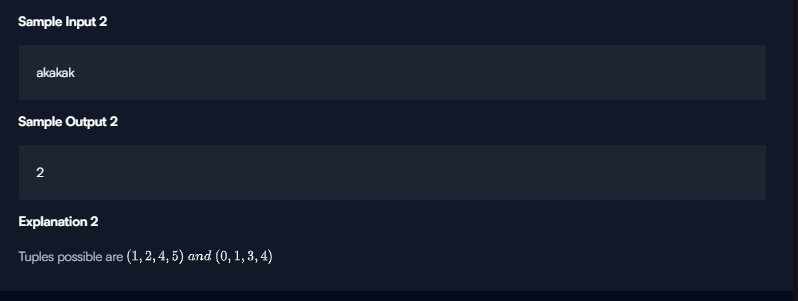 Sample Input 2
akakak
Sample Output 2
2
Explanation 2
Tuples possible are (1, 2, 4, 5) and (0, 1, 3, 4)